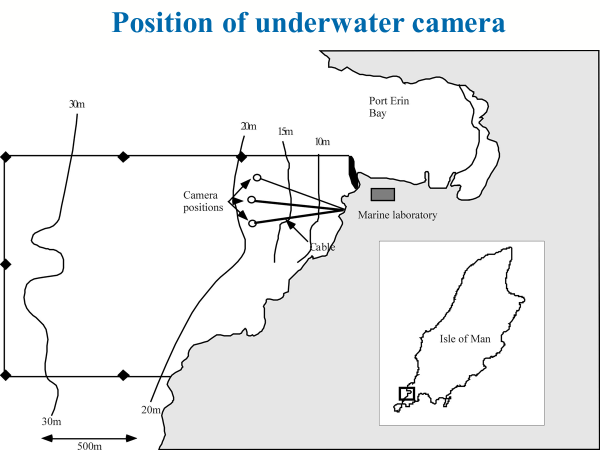 Position of underwater camera
Port Erin
Bay
30m
20m
15m
10m
Camera
positions
Marine laboratory
Cable
Isle of Man
20m
30m
500m